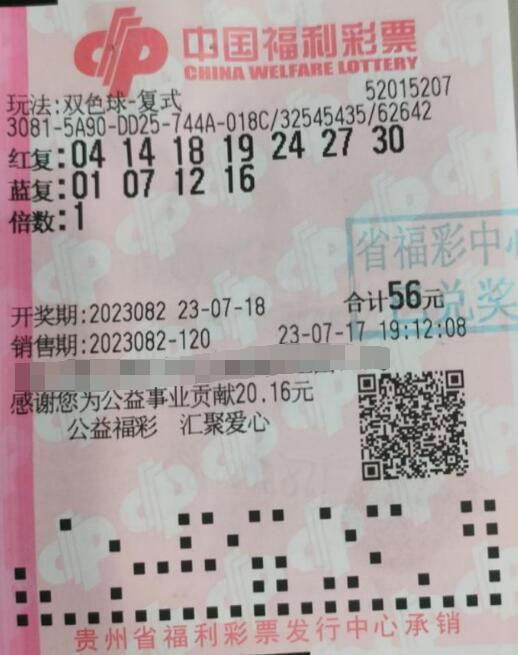 中国福利彩票
CHINA WELFARE LOTTERY
玩法:双色球-复式 52015207
3081-5A90-DD25-744A-018C/32545435/62642
红复:04 14 18 19 24 27 30
蓝复:01 07 12 16
倍数:1
省福彩中心
已兑奖
开奖期:2023082 23-07-18 合计56元
销售期:2023082-120 23-07-17 19:12:08
感谢您为公益事业贡献20.16元
公益福彩 汇聚爱心
贵州省福利彩票发行中心承销